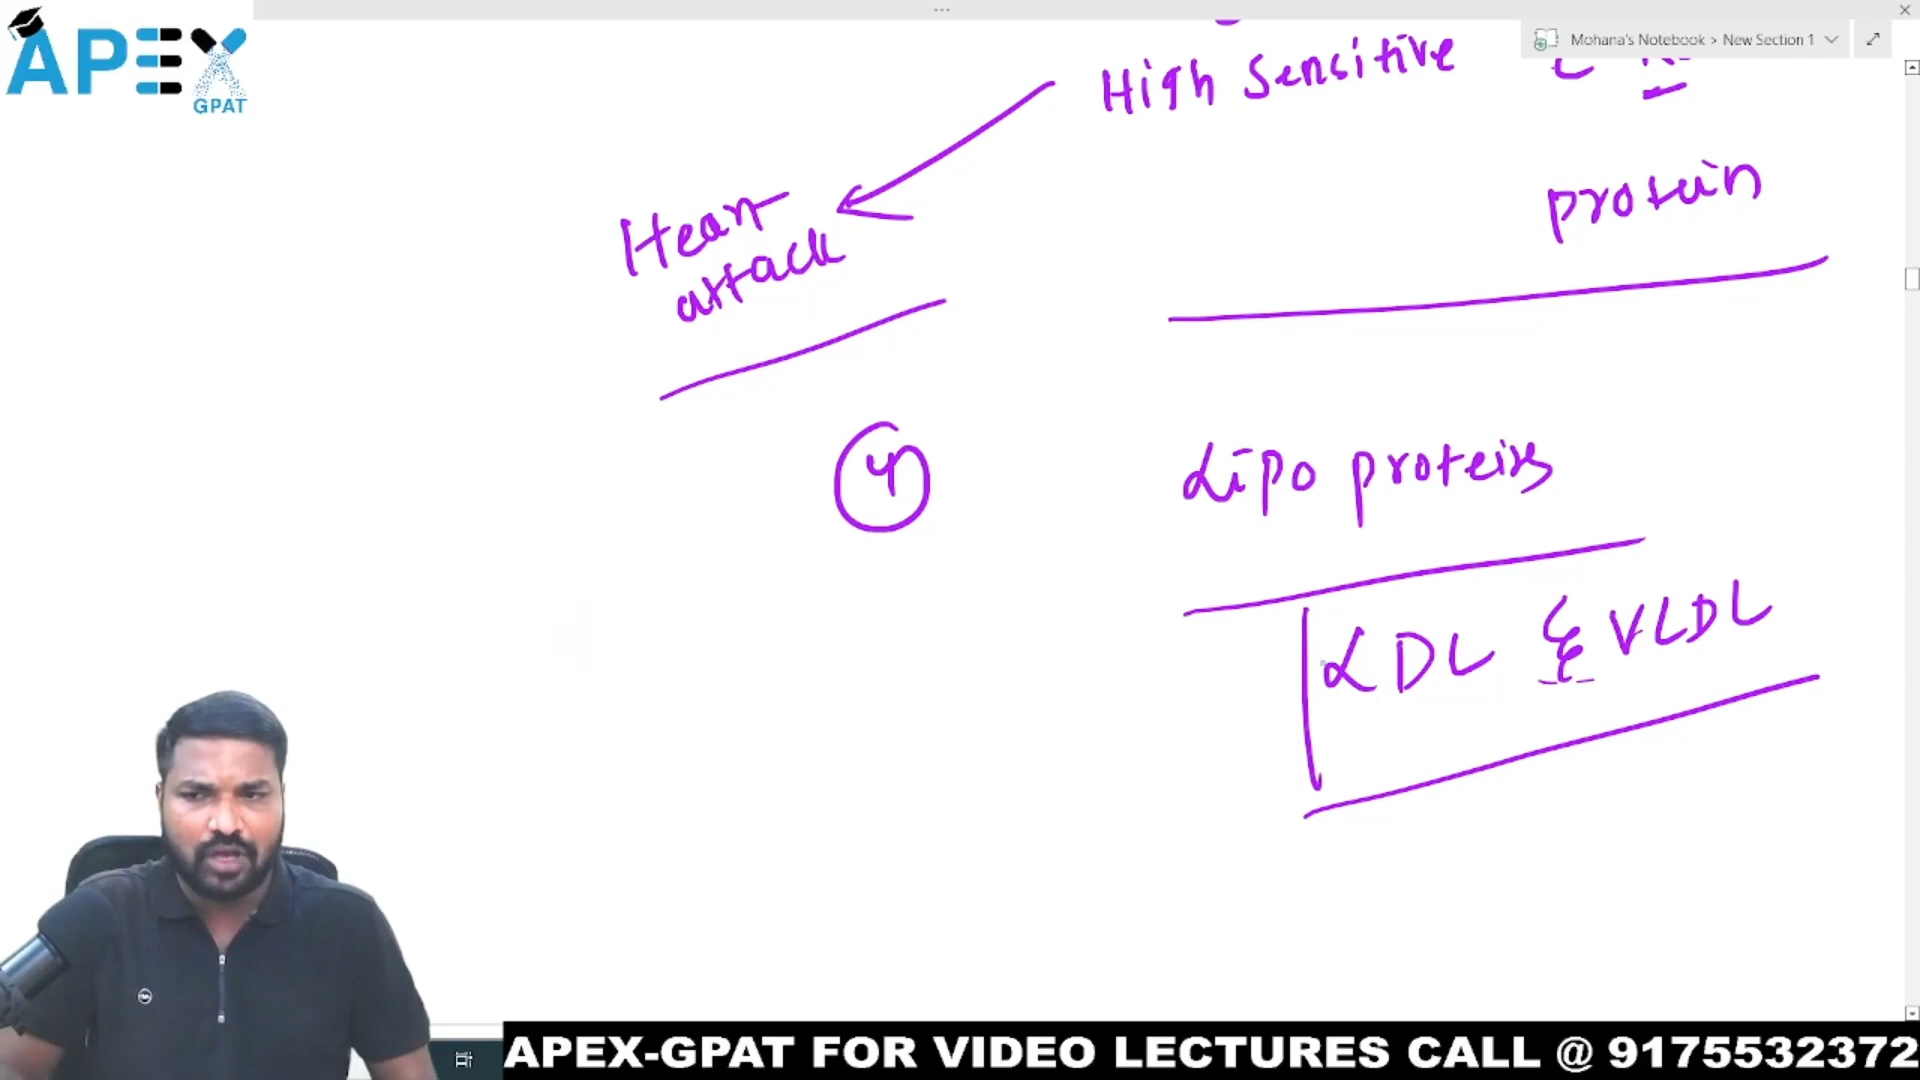 APEX
GPAT
Mohana's Notebook > New Section 1
High Sensitive
protein
Heart
attack
4
Lipo proteins
LDL & VLDL
APEX-GPAT FOR VIDEO LECTURES CALL @ 9175532372